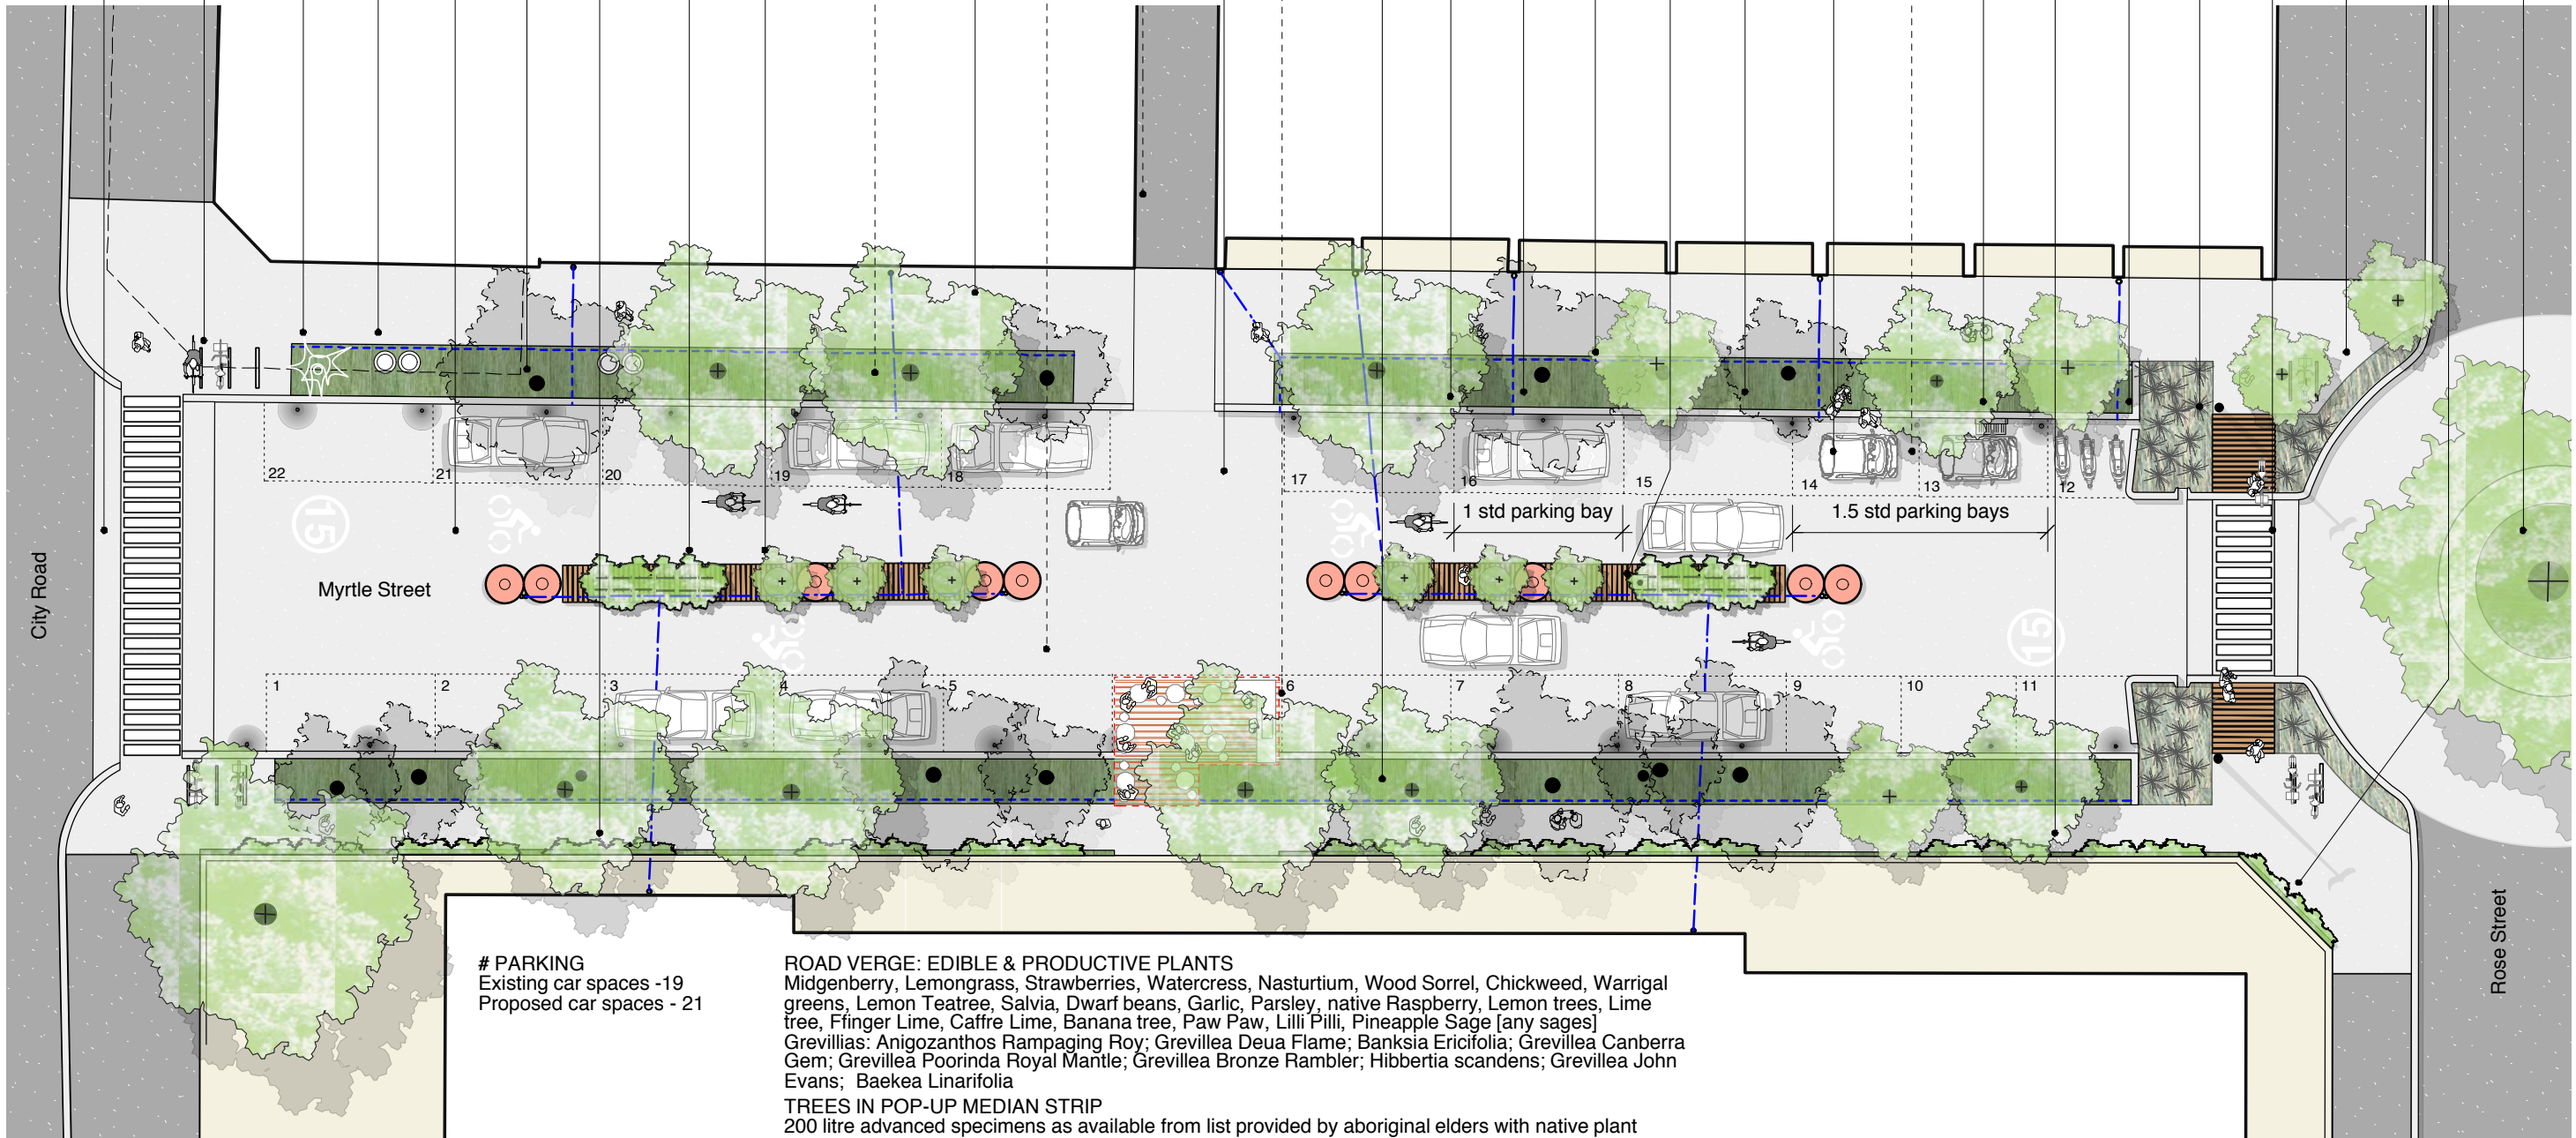 22
21
20
19
18
17
16
15
14
13
12
1 std parking bay
1.5 std parking bays
15
City Road
Myrtle Street
15
1
2
3
4
5
6
7
8
9
10
11
Rose Street
# PARKING
Existing car spaces -19
Proposed car spaces - 21
ROAD VERGE: EDIBLE & PRODUCTIVE PLANTS
Midgenberry, Lemongrass, Strawberries, Watercress, Nasturtium, Wood Sorrel, Chickweed, Warrigal
greens, Lemon Teatree, Salvia, Dwarf beans, Garlic, Parsley, native Raspberry, Lemon trees, Lime
tree, Ffinger Lime, Caffre Lime, Banana tree, Paw Paw, Lilli Pilli, Pineapple Sage [any sages]
Grevillias: Anigozanthos Rampaging Roy; Grevillea Deua Flame; Banksia Ericifolia; Grevillea Canberra
Gem; Grevillea Poorinda Royal Mantle; Grevillea Bronze Rambler; Hibbertia scandens; Grevillea John
Evans; Baekea Linarifolia
TREES IN POP-UP MEDIAN STRIP
200 litre advanced specimens as available from list provided by aboriginal elders with native plant